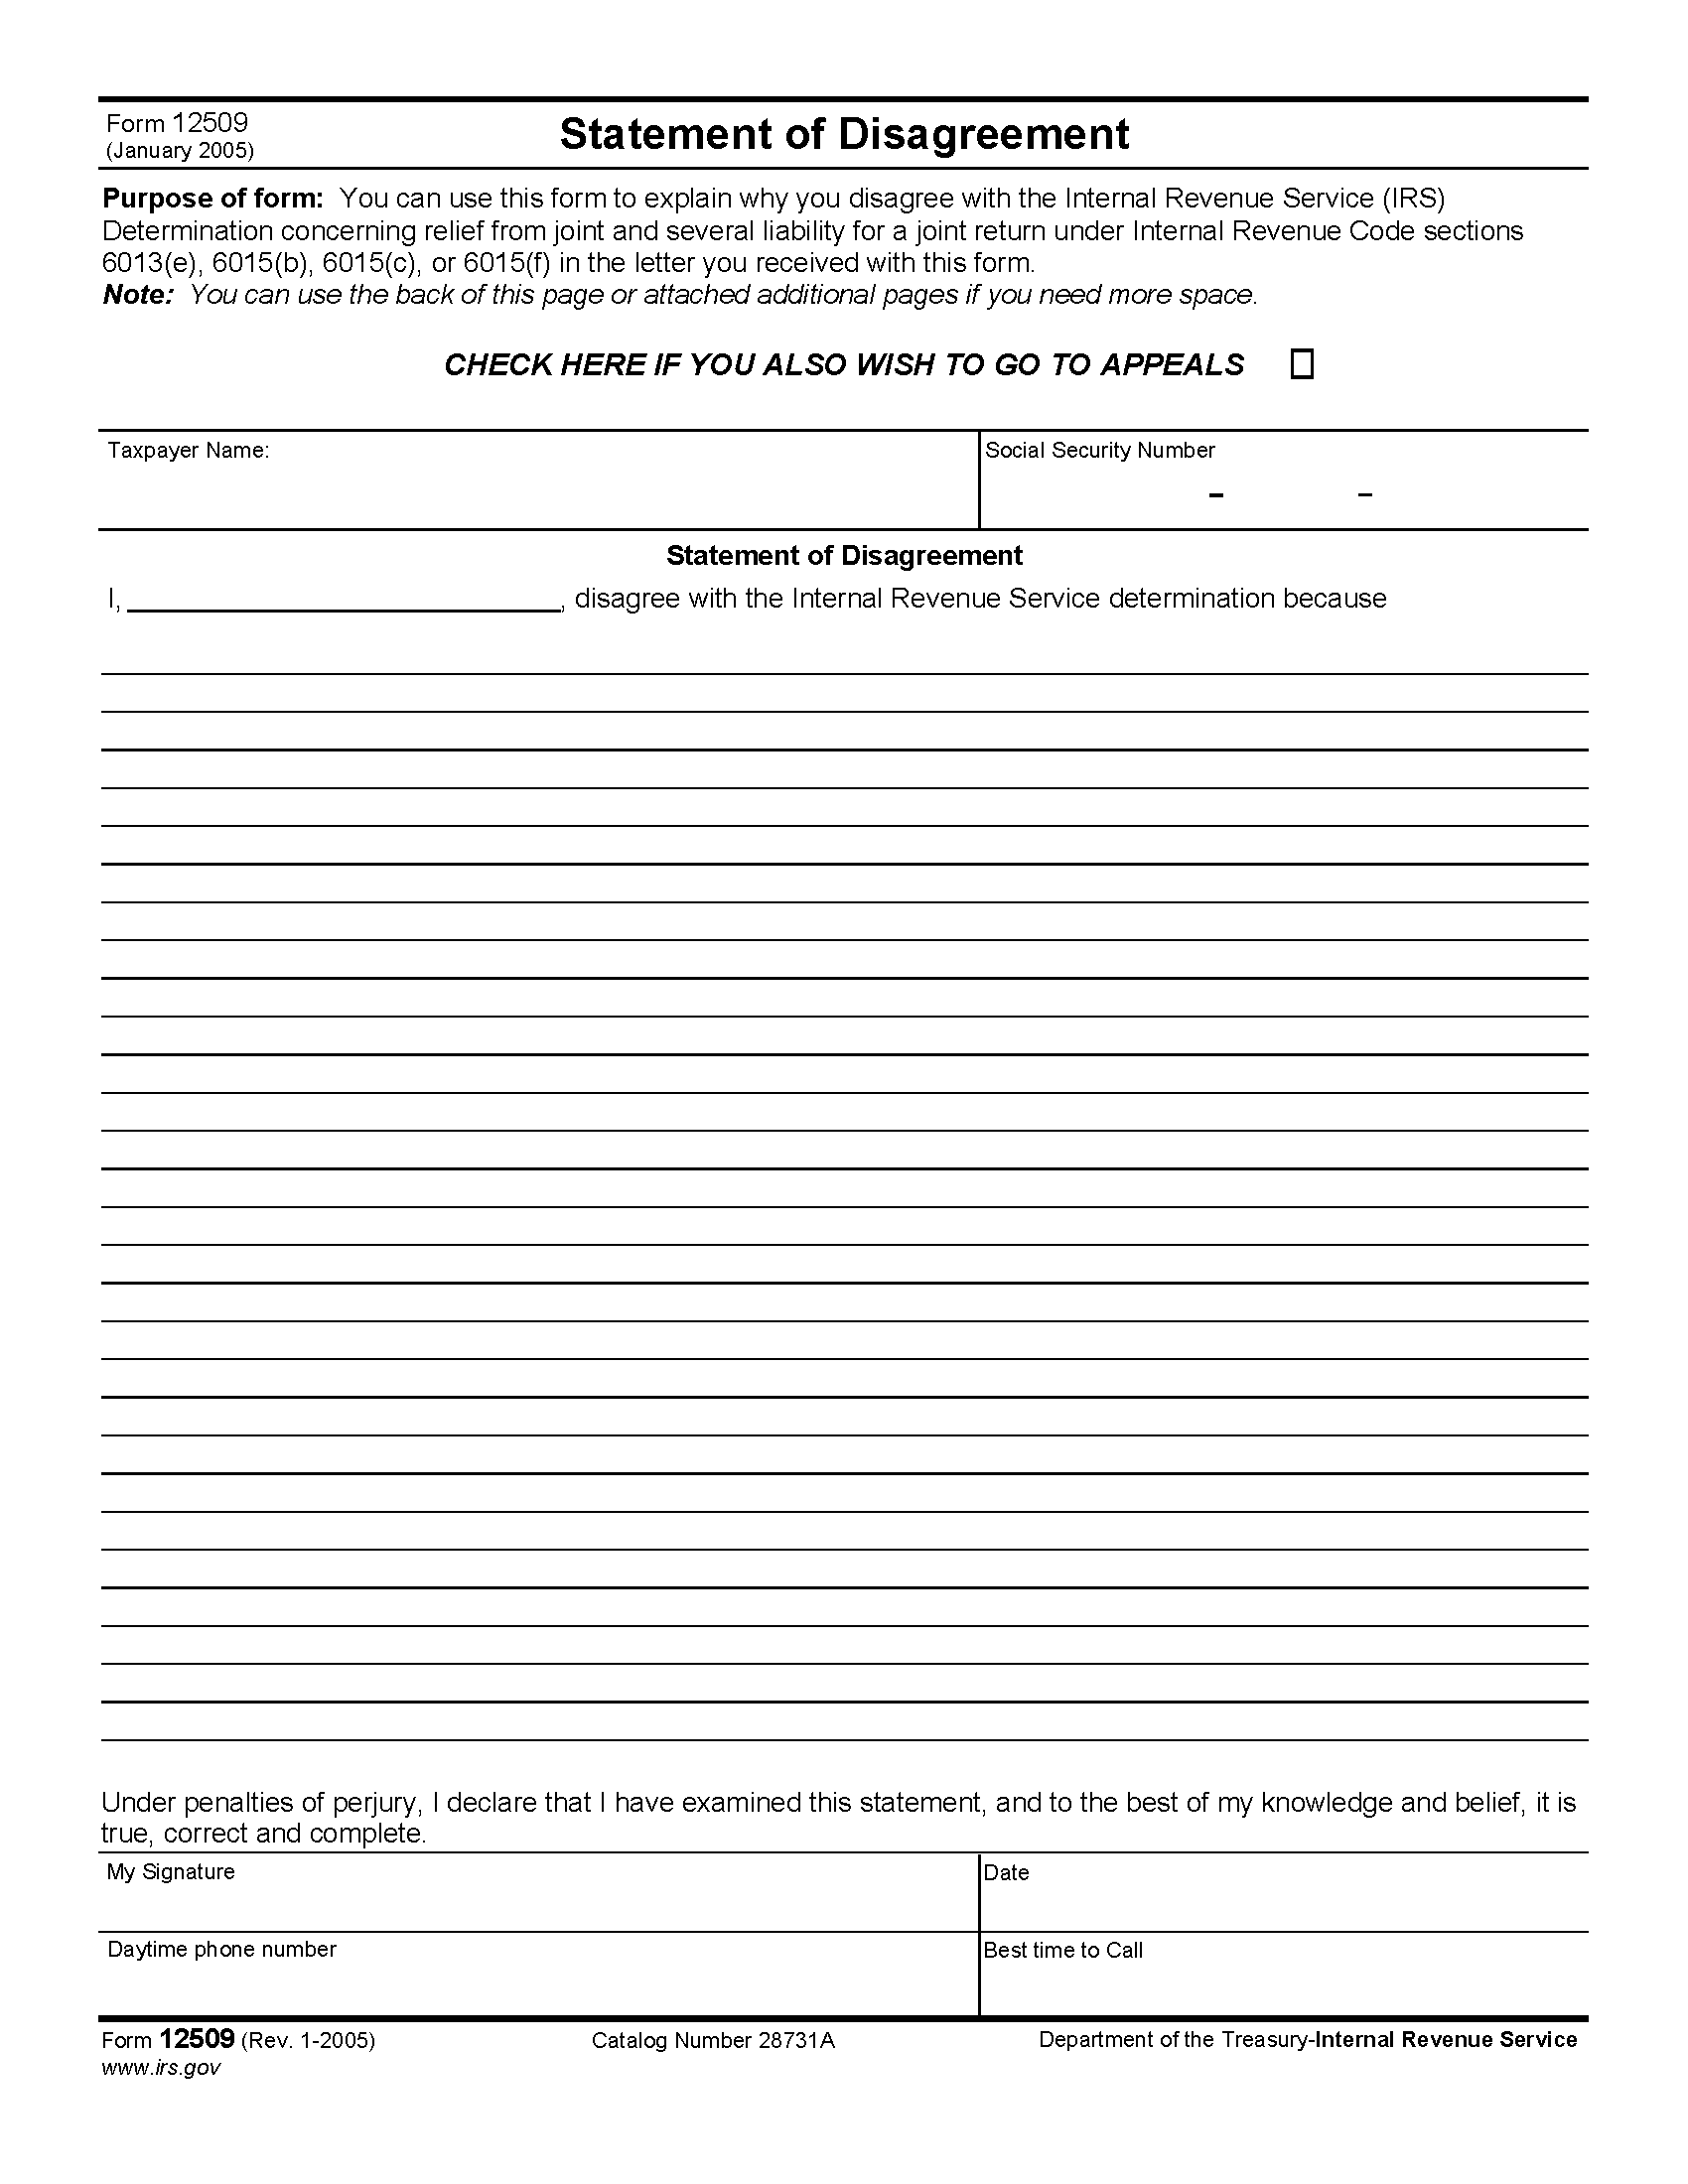 Form 12509
(January 2005)
Statement of Disagreement
Purpose of form: You can use this form to explain why you disagree with the Internal Revenue Service (IRS)
Determination concerning relief from joint and several liability for a joint return under Internal Revenue Code sections
6013(e), 6015(b), 6015(c), or 6015(f) in the letter you received with this form.
Note: You can use the back of this page or attached additional pages if you need more space.
CHECK HERE IF YOU ALSO WISH TO GO TO APPEALS
Taxpayer Name:
Social Security Number
– –
Statement of Disagreement
I, ______________________________, disagree with the Internal Revenue Service determination because
Under penalties of perjury, I declare that I have examined this statement, and to the best of my knowledge and belief, it is
true, correct and complete.
My Signature
Date
Daytime phone number
Best time to Call
Form 12509 (Rev. 1-2005)
Catalog Number 28731A
Department of the Treasury-Internal Revenue Service
www.irs.gov